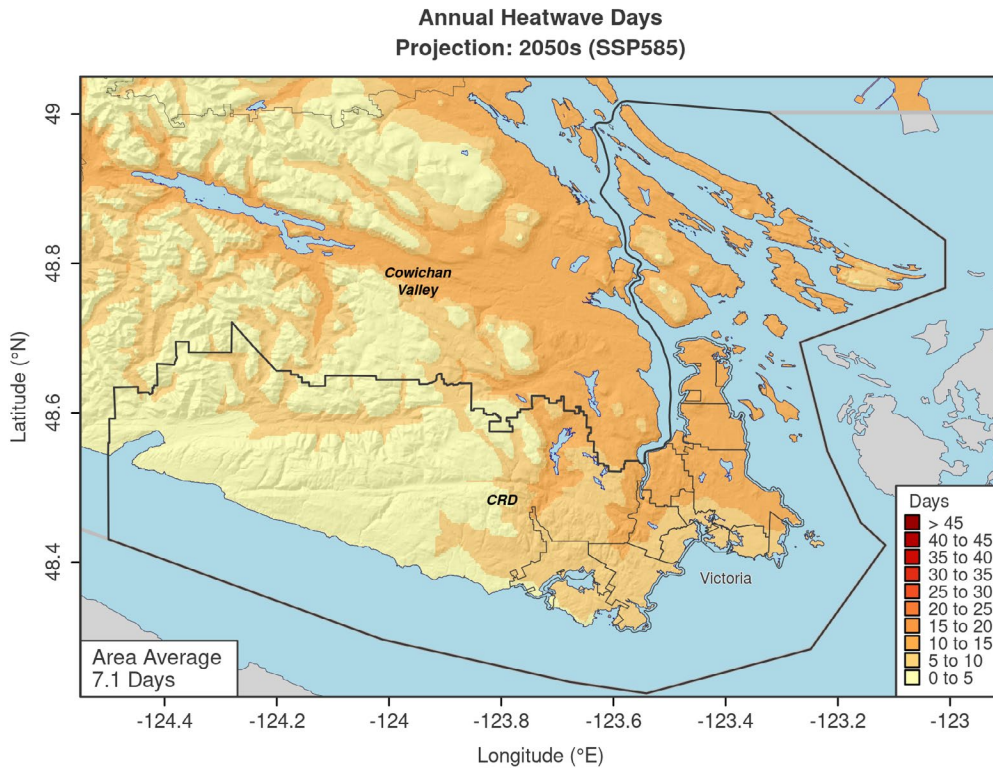 Annual Heatwave Days
Projection: 2050s (SSP585)
49
48.8
48.6
48.4
Latitude (°N)
Cowichan
Valley
CRD
Victoria
Days
> 45
40 to 45
35 to 40
30 to 35
25 to 30
20 to 25
15 to 20
10 to 15
5 to 10
0 to 5
Area Average
7.1 Days
-124.4
-124.2
-124
-123.8
-123.6
-123.4
-123.2
-123
Longitude (°E)